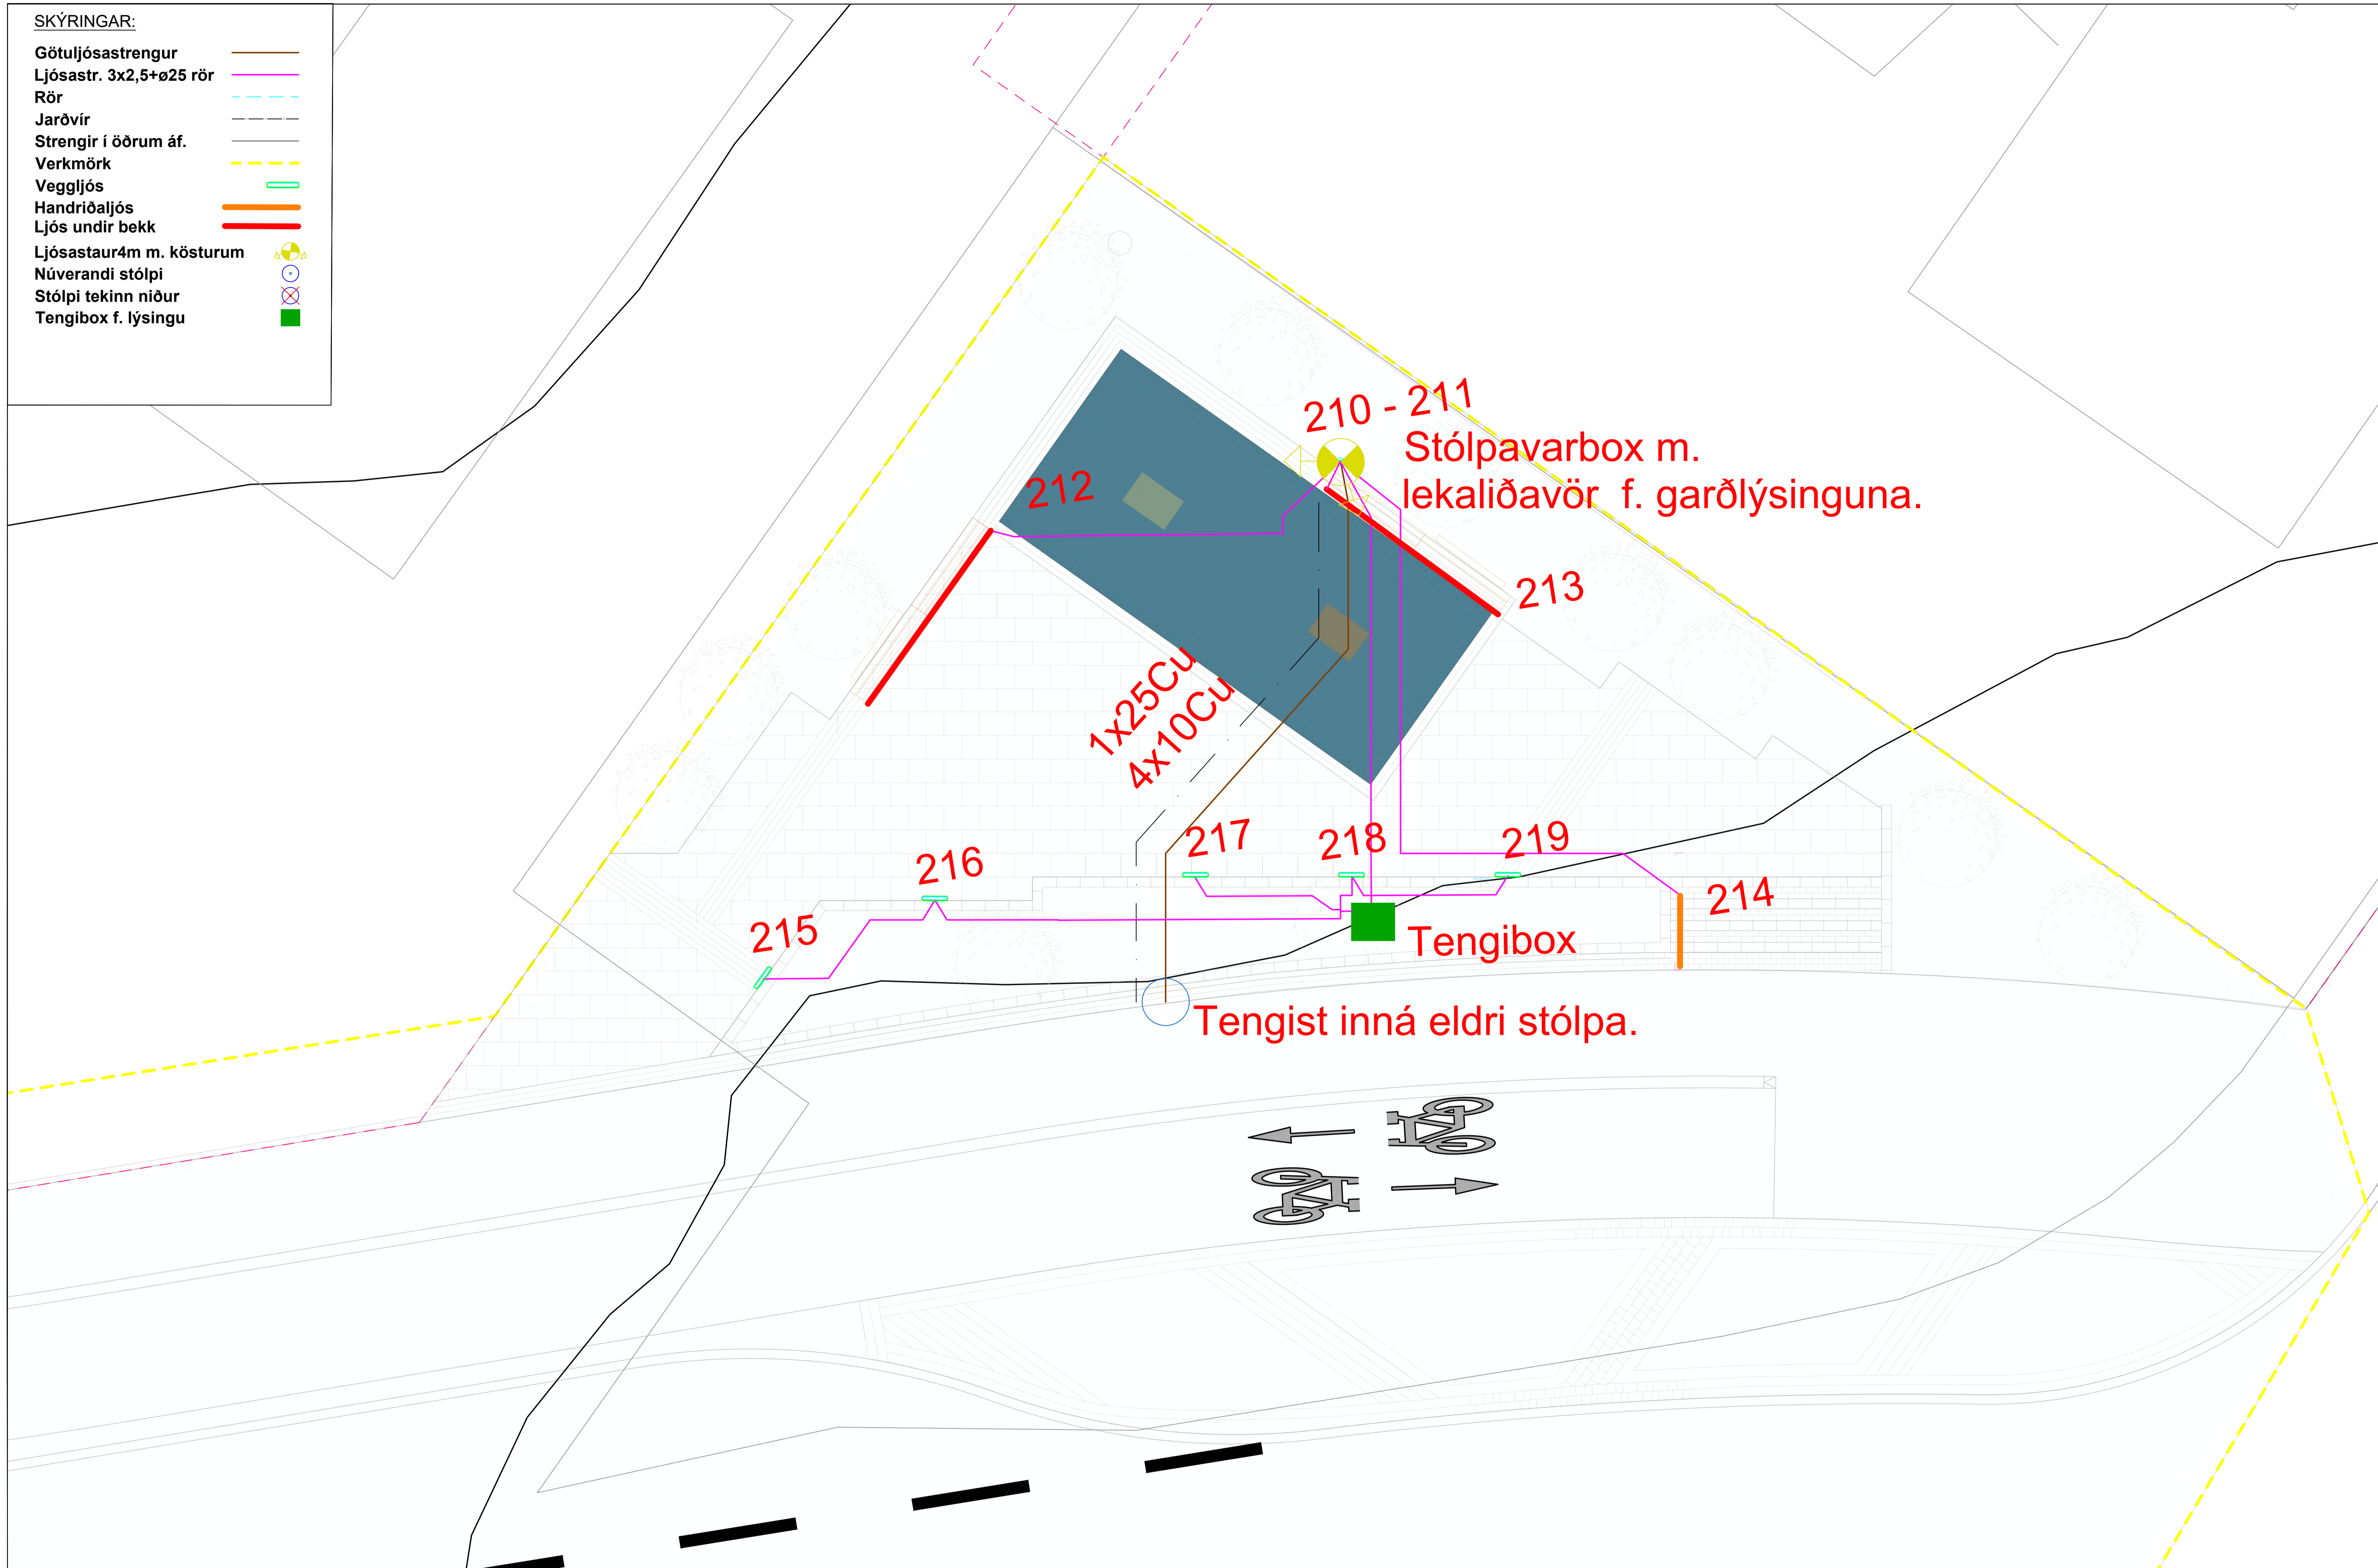 SKÝRINGAR:
Götuljósastrengur
Ljósastr. 3x2,5+ø25 rör
Rör
Jarðvír
Strengir í öðrum áf.
Verkmörk
Veggljós
Handriðaljós
Ljós undir bekk
Ljósastaur4m m. kösturum
Núverandi stólpi
Stólpi tekinn niður
Tengibox f. lýsingu
210 - 211
Stólpavarbox m.
lekaliðavör f. garðlýsinguna.
212
213
1x25Cu
4x10Cu
217
218
219
216
214
215
Tengibox
Tengist inná eldri stólpa.